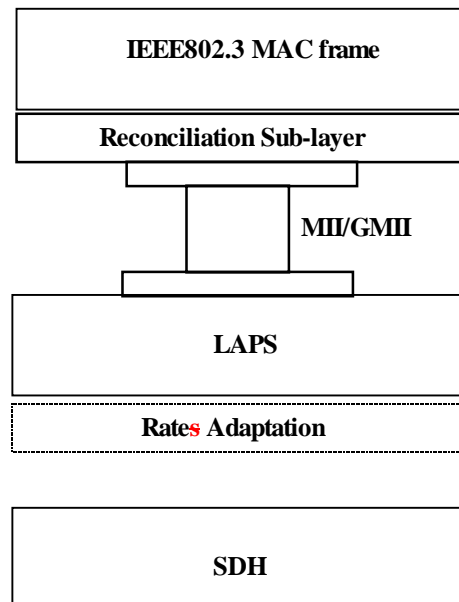 IEEE802.3 MAC frame
Reconciliation Sub-layer
MII/GMII
LAPS
Rates Adaptation
SDH